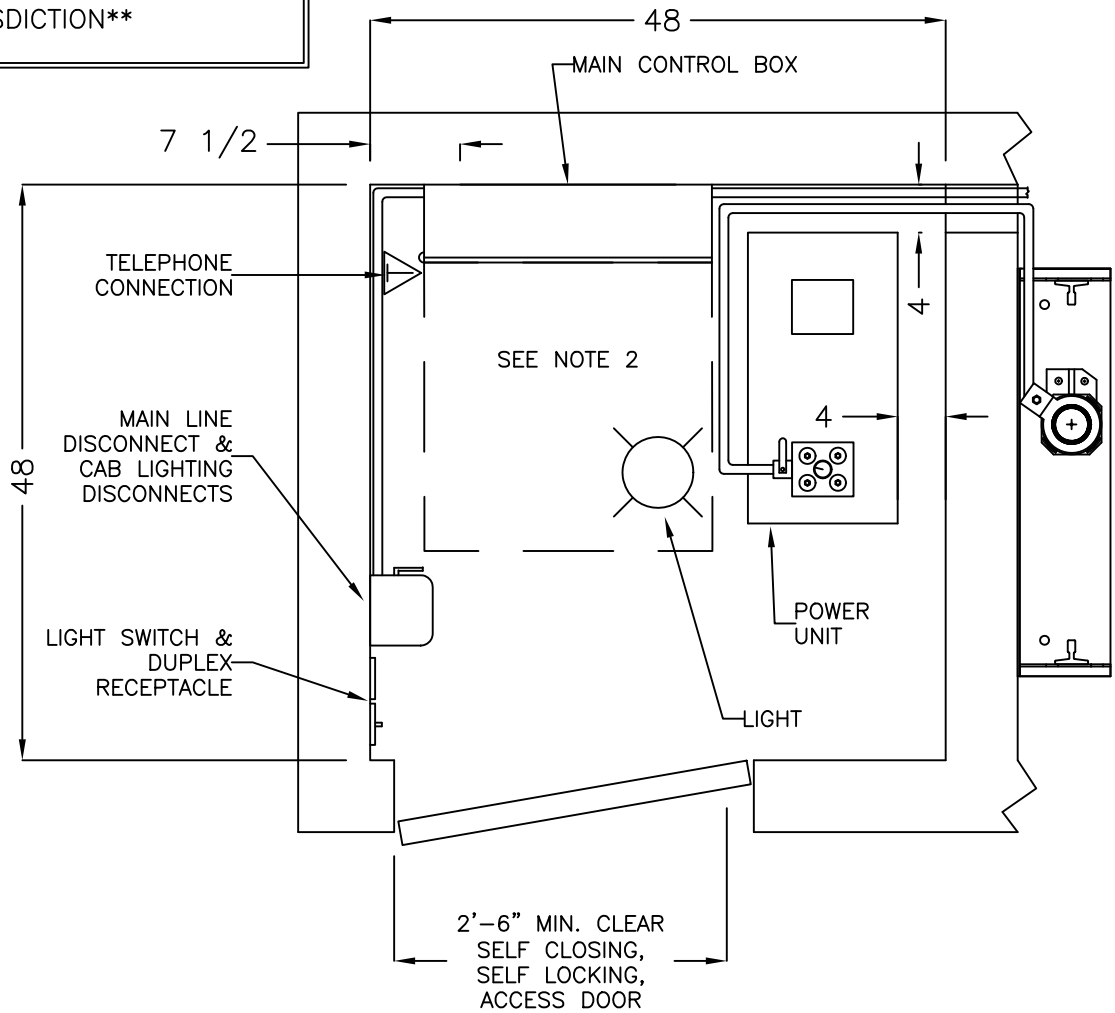 SDICTION**
48
MAIN CONTROL BOX
7 1/2
TELEPHONE
CONNECTION
4
SEE NOTE 2
MAIN LINE
DISCONNECT &
CAB LIGHTING
DISCONNECTS
4
48
LIGHT SWITCH &
DUPLEX
RECEPTACLE
POWER
UNIT
LIGHT
2'-6" MIN. CLEAR
SELF CLOSING,
SELF LOCKING,
ACCESS DOOR